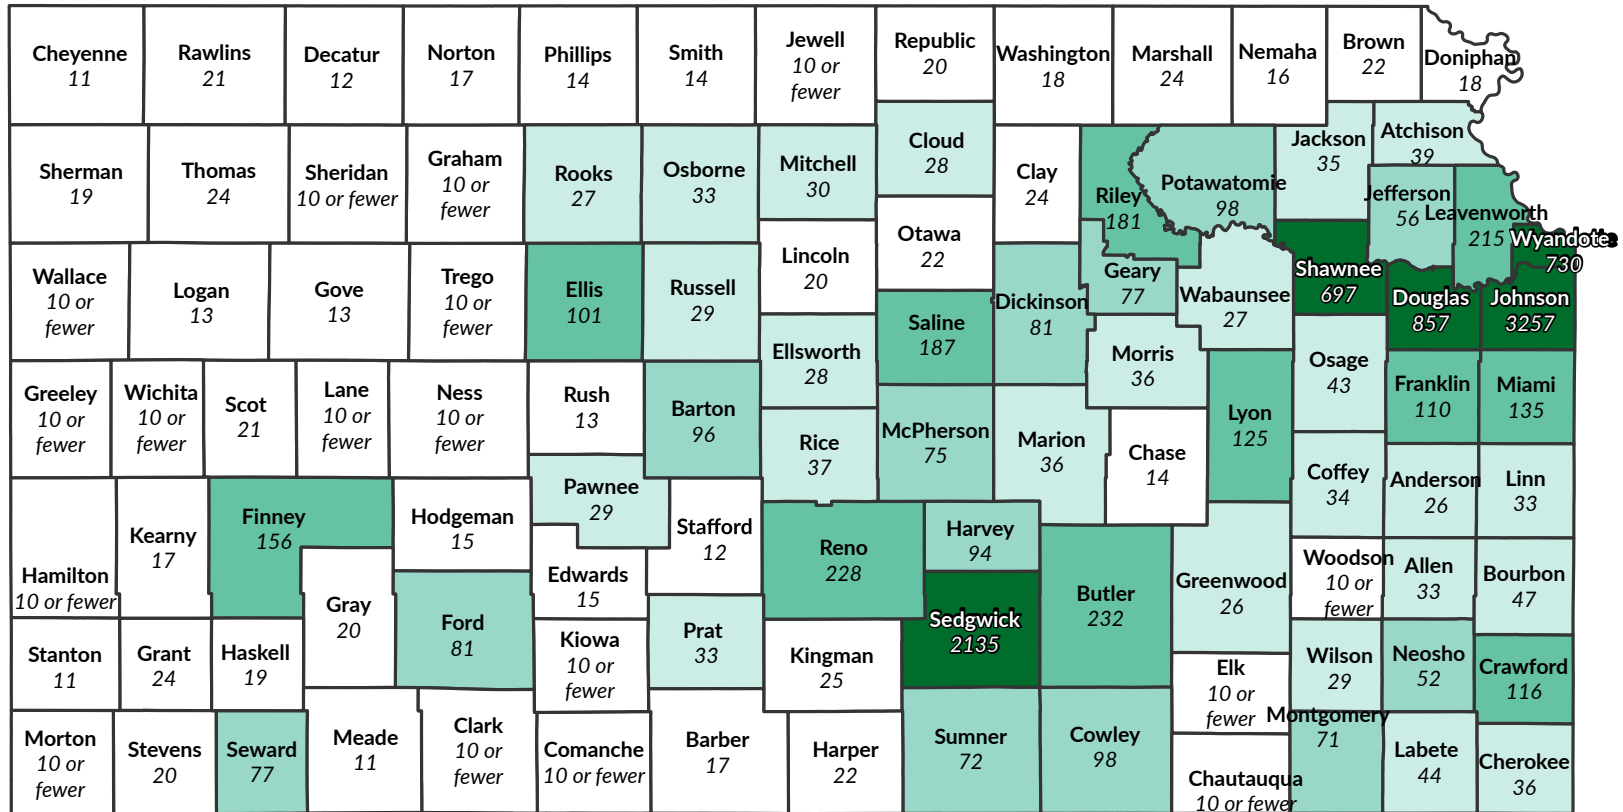 Cheyenne
11
Rawlins
21
Decatur
12
Norton
17
Phillips
14
Smith
14
Jewell
10 or
fewer
Republic
20
Washington
18
Marshall
24
Nemaha
16
Brown
22
Doniphan
18
Sherman
19
Thomas
24
Sheridan
10 or fewer
Graham
10 or
fewer
Rooks
27
Osborne
33
Mitchell
30
Cloud
28
Clay
24
Riley
181
Potawatomie
98
Jackson
35
Atchison
39
Jefferson
56
Leavenworth
215
Wyandotte
730
Wallace
10 or
fewer
Logan
13
Gove
13
Trego
10 or
fewer
Ellis
101
Russell
29
Lincoln
20
Otawa
22
Saline
187
Dickinson
81
Geary
77
Wabaunsee
27
Shawnee
697
Douglas
857
Johnson
3257
Ellsworth
28
Morris
36
Osage
43
Franklin
110
Miami
135
Greeley
10 or
fewer
Wichita
10 or
fewer
Scot
21
Lane
10 or
fewer
Ness
10 or
fewer
Rush
13
Barton
96
Rice
37
McPherson
75
Marion
36
Chase
14
Lyon
125
Coffey
34
Anderson
26
Linn
33
Hamilton
10 or fewer
Kearny
17
Finney
156
Hodgeman
15
Pawnee
29
Stafford
12
Edwards
15
Reno
228
Harvey
94
Butler
232
Greenwood
26
Woodson
10 or
fewer
Allen
33
Bourbon
47
Gray
20
Ford
81
Kiowa
10 or
fewer
Prat
33
Kingman
25
Sedgwick
2135
Elk
10 or
fewer
Wilson
29
Neosho
52
Crawford
116
Stanton
11
Grant
24
Haskell
19
Morton
10 or
fewer
Stevens
20
Seward
77
Meade
11
Clark
10 or
fewer
Comanche
10 or fewer
Barber
17
Harper
22
Sumner
72
Cowley
98
Chautauqua
10 or fewer
Montgomery
71
Labete
44
Cherokee
36